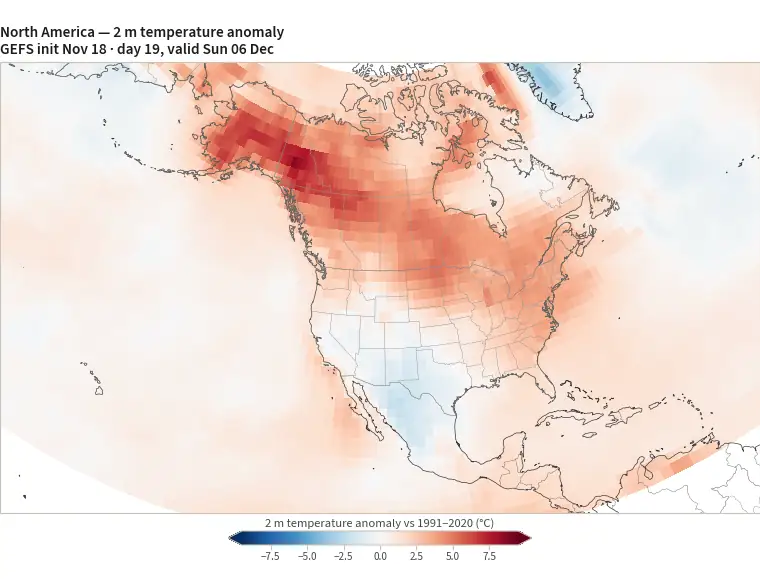 North America — 2 m temperature anomaly
GEFS init Nov 18 · day 19, valid Sun 06 Dec
2 m temperature anomaly vs 1991–2020 (°C)
−7.5 −5.0 −2.5 0.0 2.5 5.0 7.5